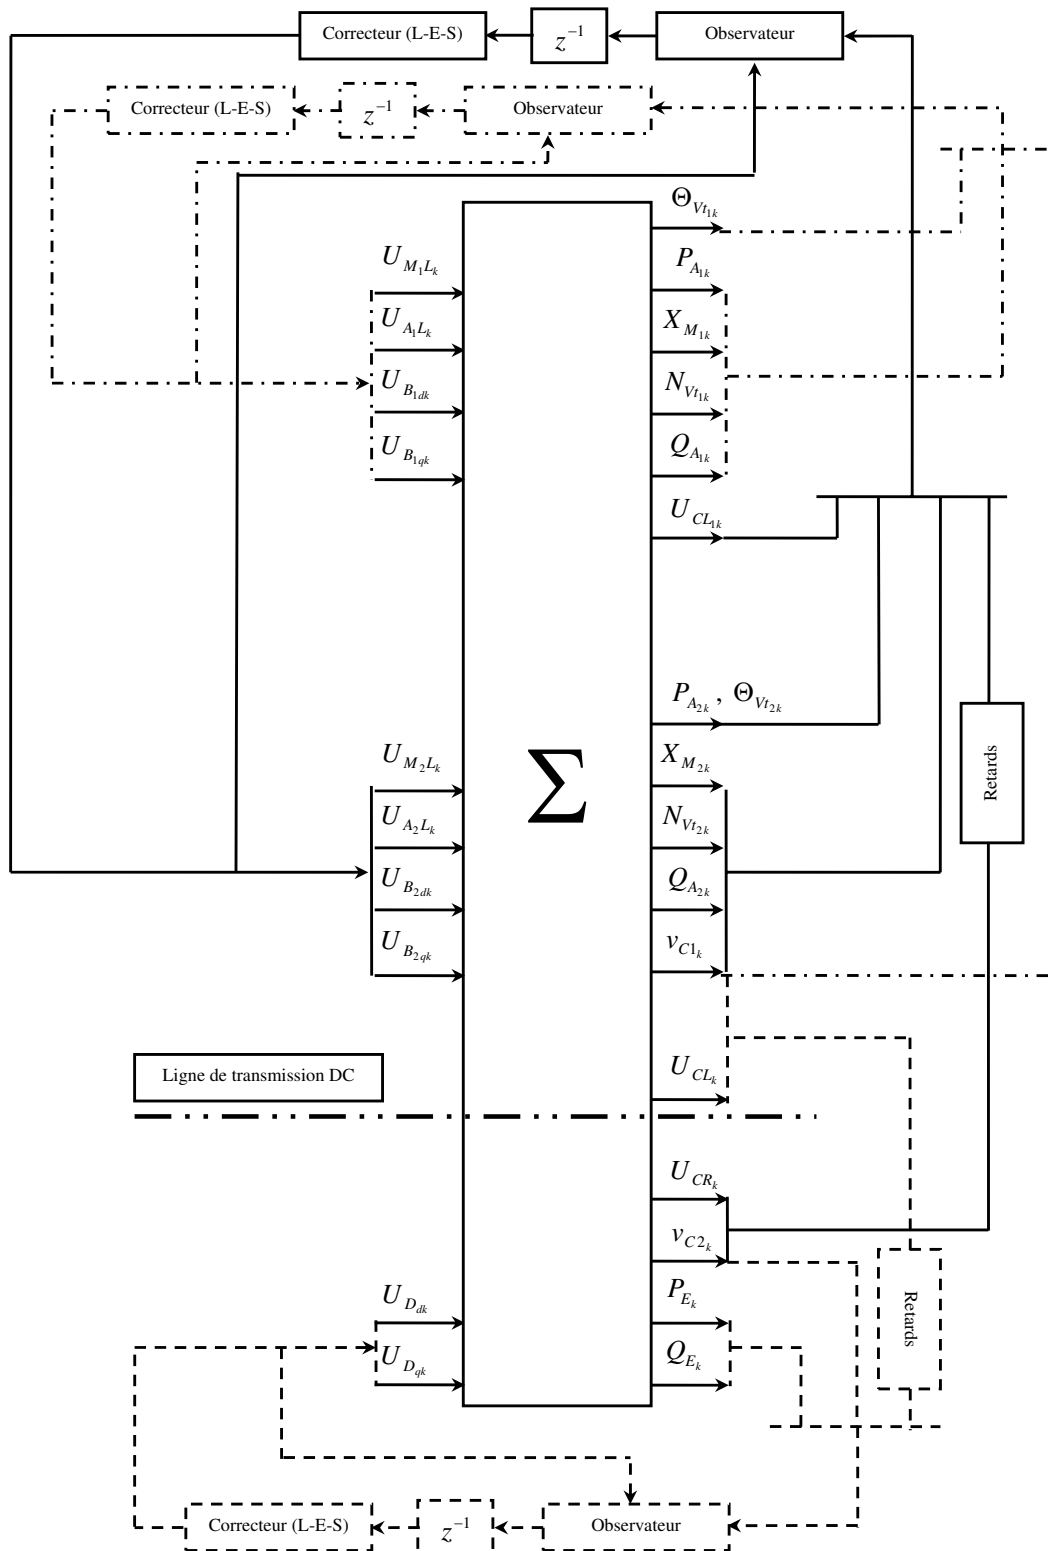 Correcteur (L-E-S)
z⁻¹
Observateur
Correcteur (L-E-S)
z⁻¹
Observateur
Θ_{Vt_{1k}}
U_{M_1L_k}
P_{A_{1k}}
U_{A_1L_k}
X_{M_{1k}}
U_{B_{1dk}}
N_{Vt_{1k}}
U_{B_{1qk}}
Q_{A_{1k}}
U_{CL_{1k}}
P_{A_{2k}} , Θ_{Vt_{2k}}
U_{M_2L_k}
Σ
X_{M_{2k}}
Retards
U_{A_2L_k}
N_{Vt_{2k}}
U_{B_{2dk}}
Q_{A_{2k}}
U_{B_{2qk}}
v_{C1_k}
Ligne de transmission DC
U_{CL_k}
U_{CR_k}
v_{C2_k}
U_{D_{dk}}
P_{E_k}
Retards
U_{D_{qk}}
Q_{E_k}
Correcteur (L-E-S)
z⁻¹
Observateur